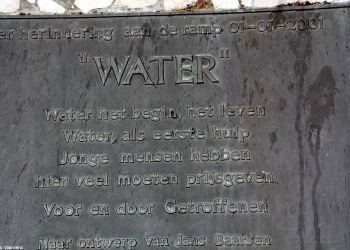 er herinnering aan de ramp 01-01-2001
"WATER"
Water het begin, het leven
Water, als eerste hulp
Jonge mensen hebben
hier veel moeten prijsgeven.
Voor en door Getroffenen
Naar ontwerp van Jans Baarsen